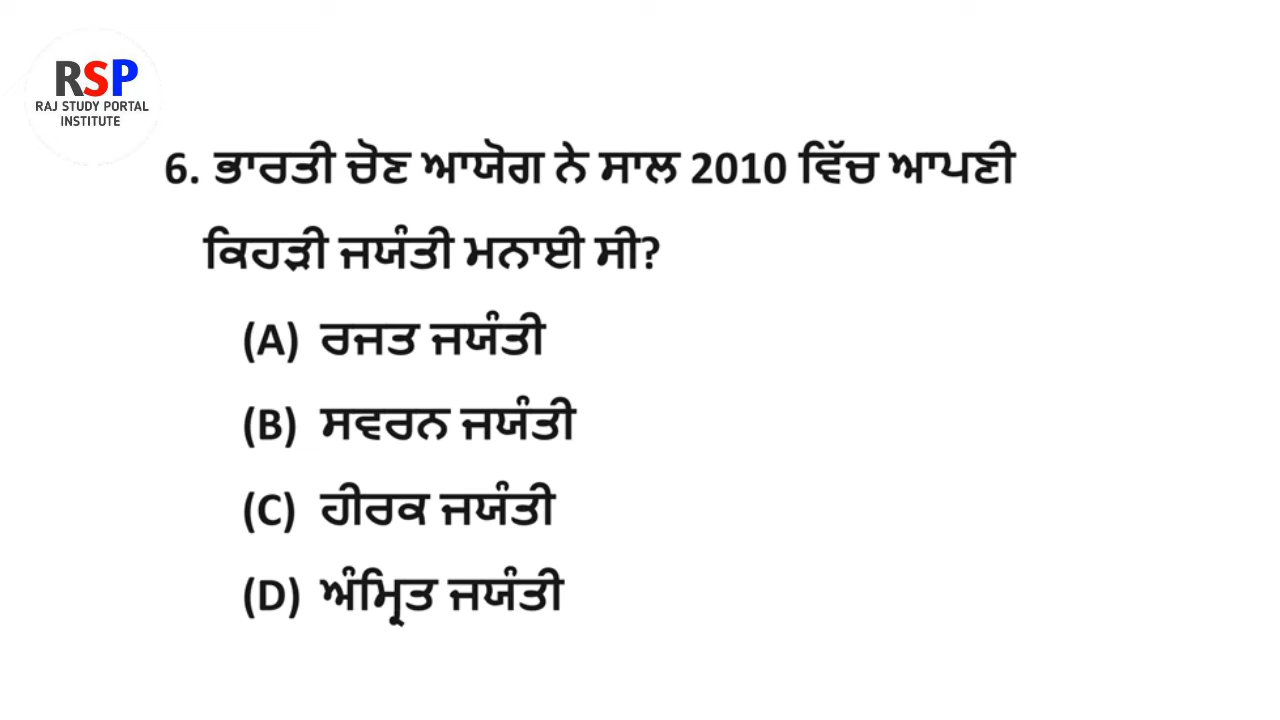 RSP
RAJ STUDY PORTAL
INSTITUTE
6. ਭਾਰਤੀ ਚੋਣ ਆਯੋਗ ਨੇ ਸਾਲ 2010 ਵਿੱਚ ਆਪਣੀ
ਕਿਹੜੀ ਜਯੰਤੀ ਮਨਾਈ ਸੀ?
(A) ਰਜਤ ਜਯੰਤੀ
(B) ਸਵਰਨ ਜਯੰਤੀ
(C) ਹੀਰਕ ਜਯੰਤੀ
(D) ਅੰਮ੍ਰਿਤ ਜਯੰਤੀ